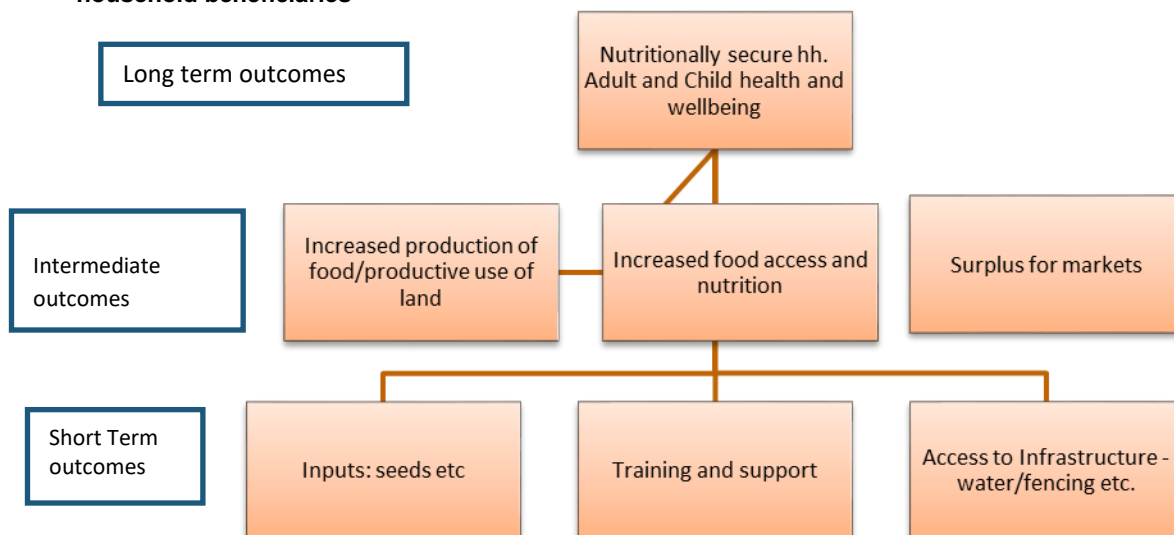 household beneficiaries
Long term outcomes
Nutritionally secure hh.
Adult and Child health and
wellbeing
Intermediate
outcomes
Increased production of
food/productive use of
land
Increased food access and
nutrition
Surplus for markets
Short Term
outcomes
Inputs: seeds etc
Training and support
Access to Infrastructure -
water/fencing etc.